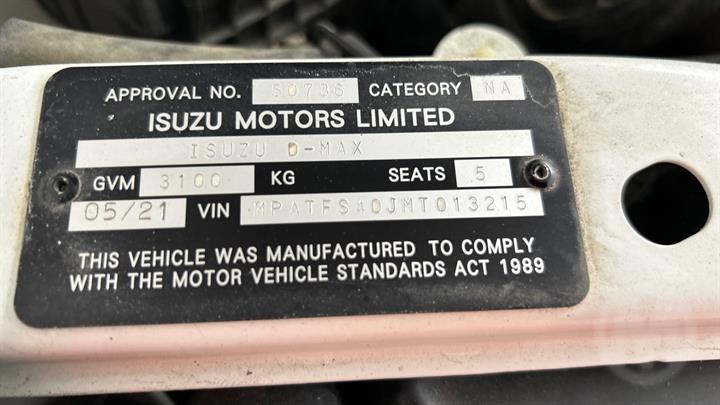 APPROVAL NO. 50736 CATEGORY NA
ISUZU MOTORS LIMITED
ISUZU D-MAX
GVM 3100 KG SEATS 5
05/21 VIN MPATFS40JMT013215
THIS VEHICLE WAS MANUFACTURED TO COMPLY
WITH THE MOTOR VEHICLE STANDARDS ACT 1989